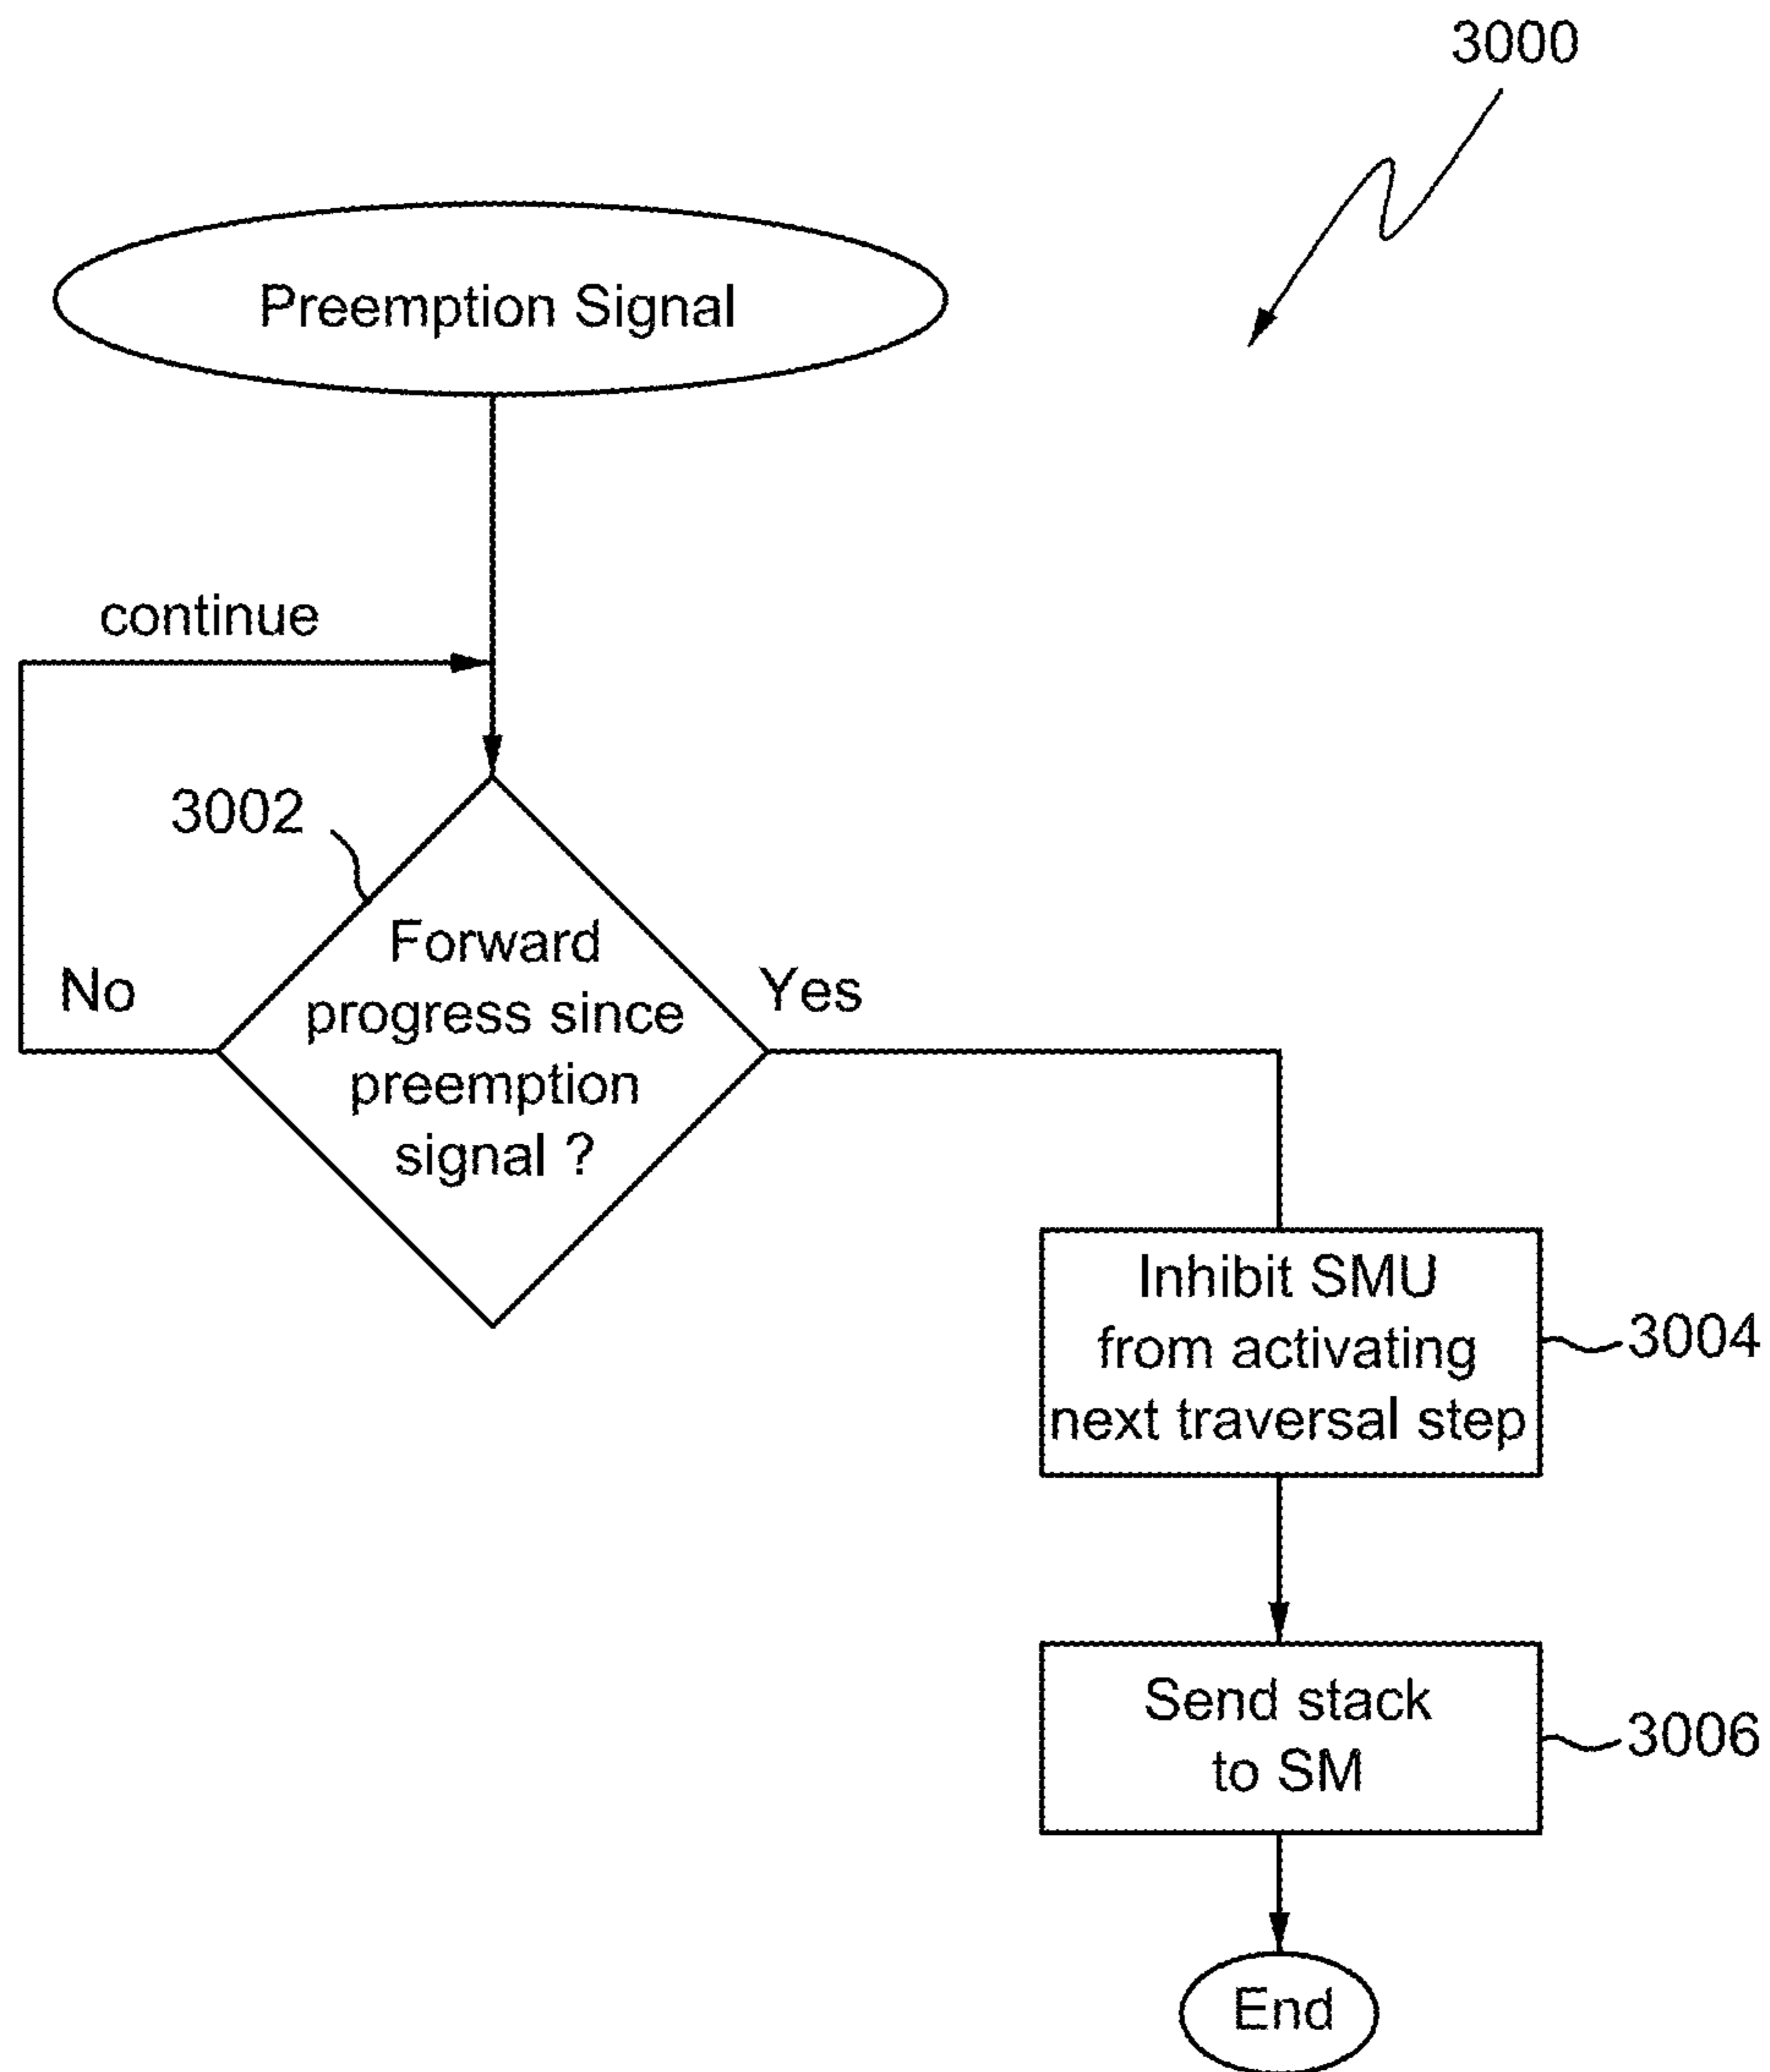 3000
Preemption Signal
continue
3002
Forward
progress since
preemption
signal ?
No
Yes
Inhibit SMU
from activating
next traversal step
3004
Send stack
to SM
3006
End